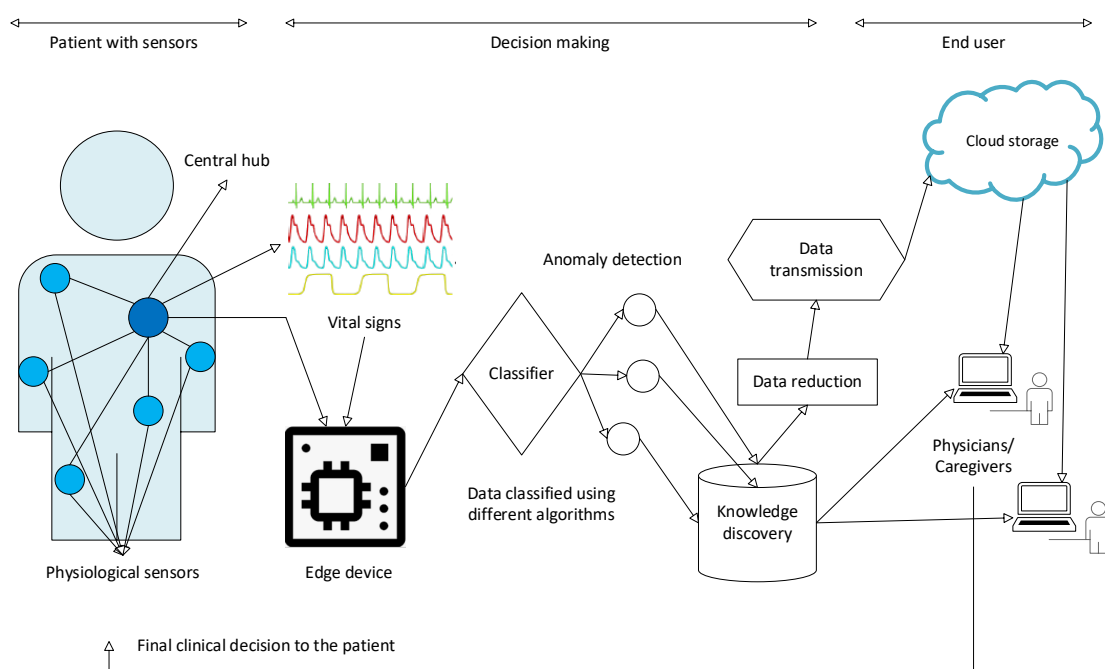 Patient with sensors
Decision making
End user
Cloud storage
Central hub
Data
transmission
Anomaly detection
Vital signs
Classifier
Data reduction
Physicians/
Caregivers
Data classified using
different algorithms
Knowledge
discovery
Physiological sensors
Edge device
Final clinical decision to the patient